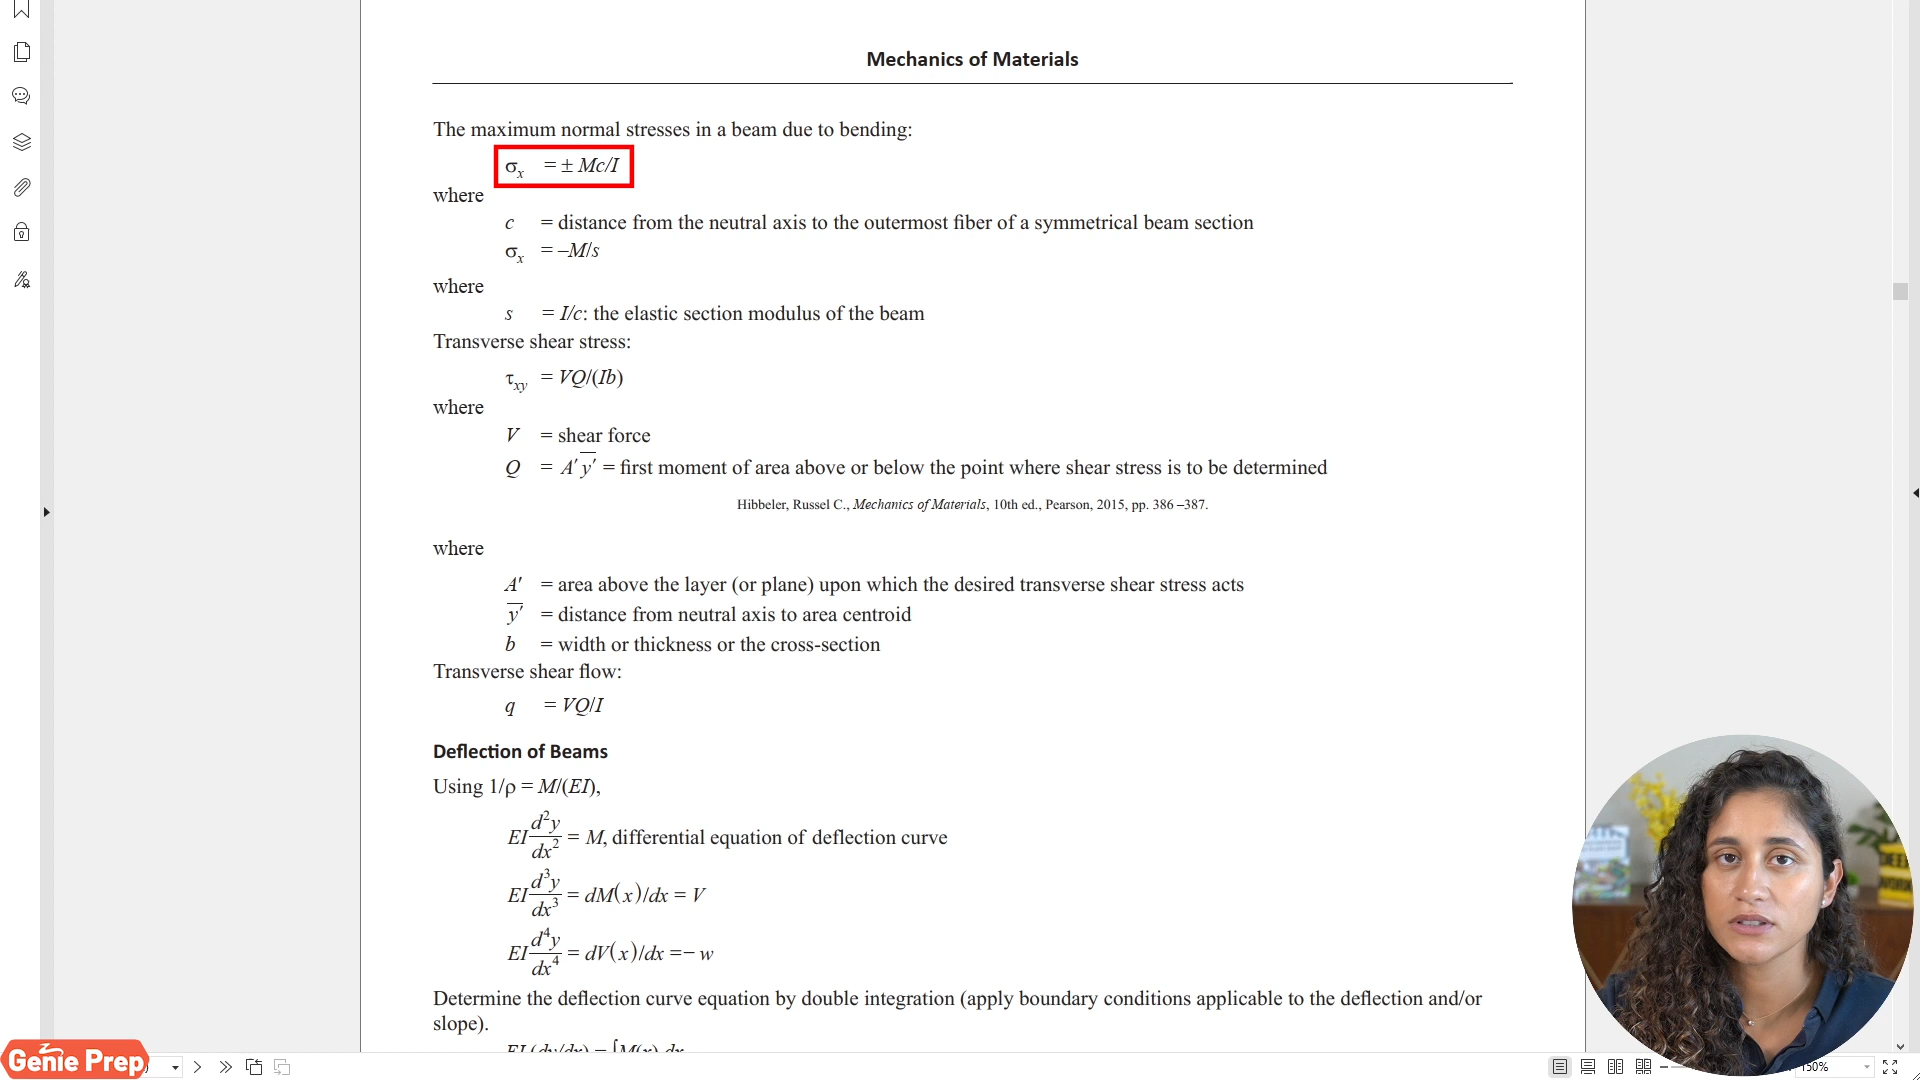 Mechanics of Materials
The maximum normal stresses in a beam due to bending:
σx = ± Mc/I
where
c = distance from the neutral axis to the outermost fiber of a symmetrical beam section
σx = –M/s
where
s = I/c: the elastic section modulus of the beam
Transverse shear stress:
τxy = VQ/(Ib)
where
V = shear force
Q = A′y′ = first moment of area above or below the point where shear stress is to be determined
Hibbeler, Russel C., Mechanics of Materials, 10th ed., Pearson, 2015, pp. 386 –387.
where
A′ = area above the layer (or plane) upon which the desired transverse shear stress acts
y′ = distance from neutral axis to area centroid
b = width or thickness or the cross-section
Transverse shear flow:
q = VQ/I
Deflection of Beams
Using 1/ρ = M/(EI),
EI d²y/dx² = M, differential equation of deflection curve
EI d³y/dx³ = dM(x)/dx = V
EI d⁴y/dx⁴ = dV(x)/dx = − w
Determine the deflection curve equation by double integration (apply boundary conditions applicable to the deflection and/or
slope).
EI (dy/dx) = ∫M(x) dx
Genie Prep
150%